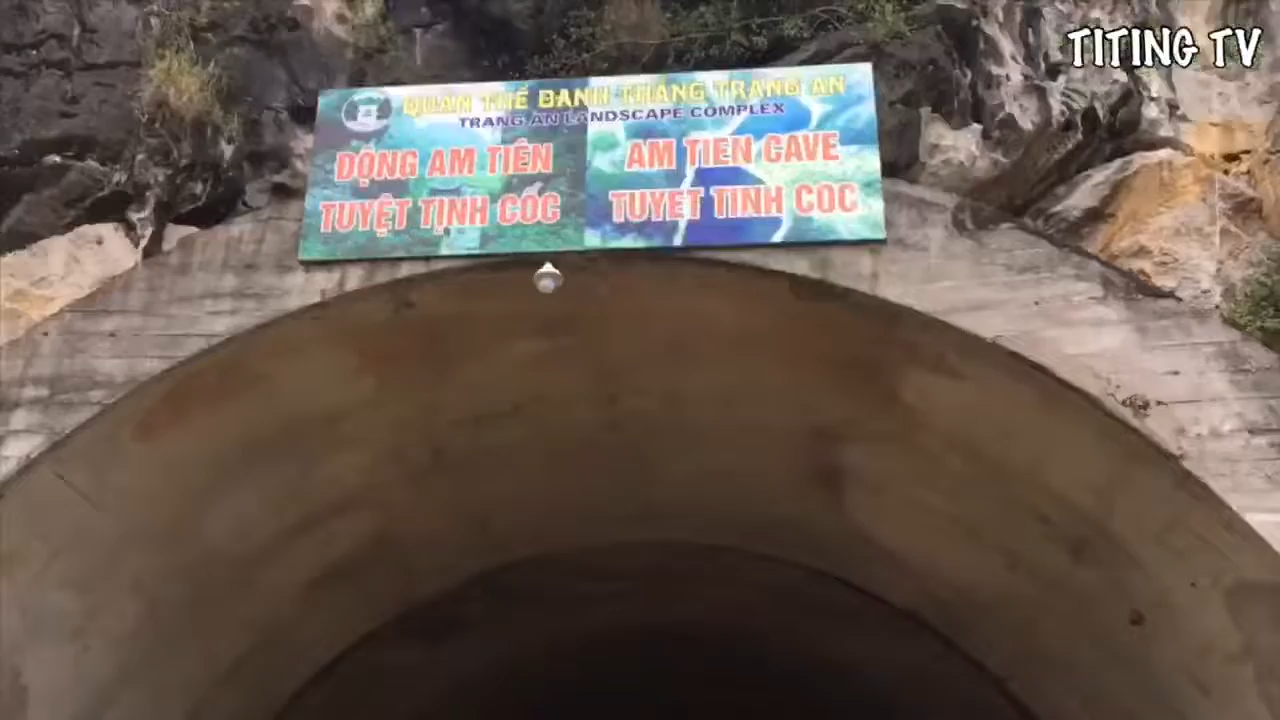 TITING TV
QUẦN THỂ DANH THẮNG TRÀNG AN
TRANG AN LANDSCAPE COMPLEX
ĐỘNG AM TIÊN
TUYỆT TỊNH CỐC
AM TIEN CAVE
TUYET TINH COC